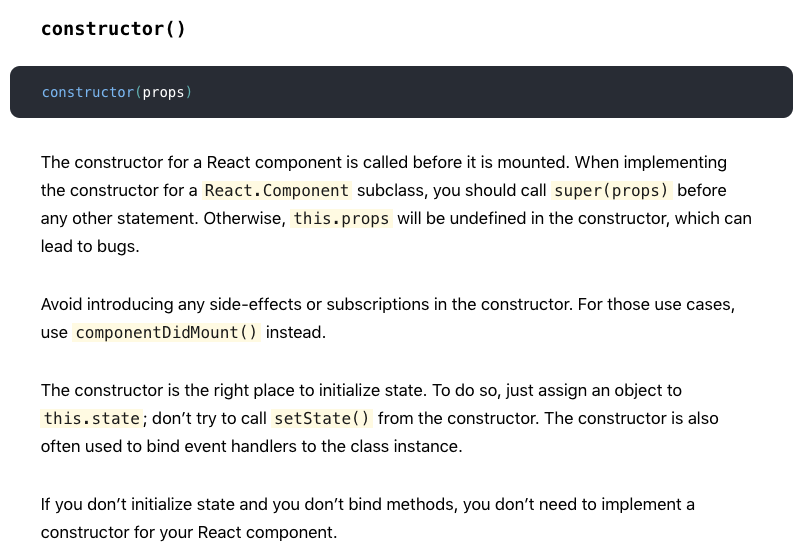 constructor()
constructor(props)
The constructor for a React component is called before it is mounted. When implementing
the constructor for a React.Component subclass, you should call super(props) before
any other statement. Otherwise, this.props will be undefined in the constructor, which can
lead to bugs.
Avoid introducing any side-effects or subscriptions in the constructor. For those use cases,
use componentDidMount() instead.
The constructor is the right place to initialize state. To do so, just assign an object to
this.state; don’t try to call setState() from the constructor. The constructor is also
often used to bind event handlers to the class instance.
If you don’t initialize state and you don’t bind methods, you don’t need to implement a
constructor for your React component.